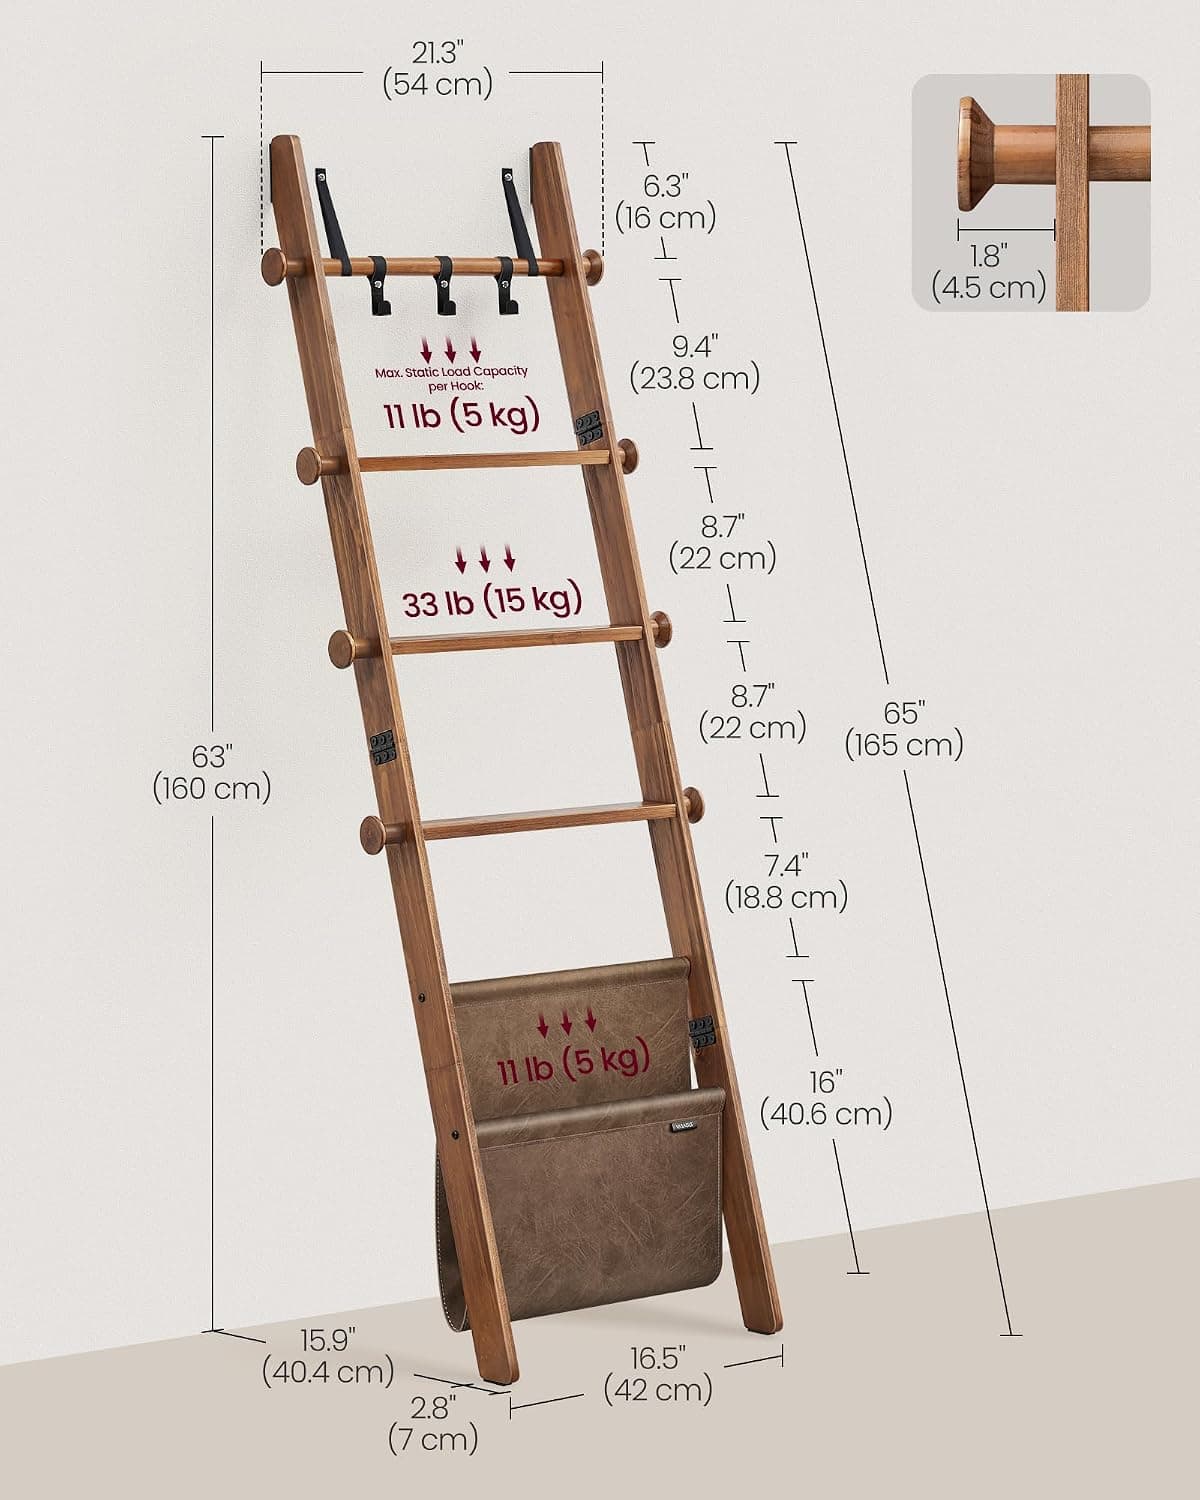 21.3"
(54 cm)
6.3"
(16 cm)
1.8"
(4.5 cm)
9.4"
(23.8 cm)
Max. Static Load Capacity
per Hook:
11 lb (5 kg)
8.7"
(22 cm)
33 lb (15 kg)
8.7"
(22 cm)
65"
(165 cm)
63"
(160 cm)
7.4"
(18.8 cm)
11 lb (5 kg)
16"
(40.6 cm)
15.9"
(40.4 cm)
16.5"
(42 cm)
2.8"
(7 cm)